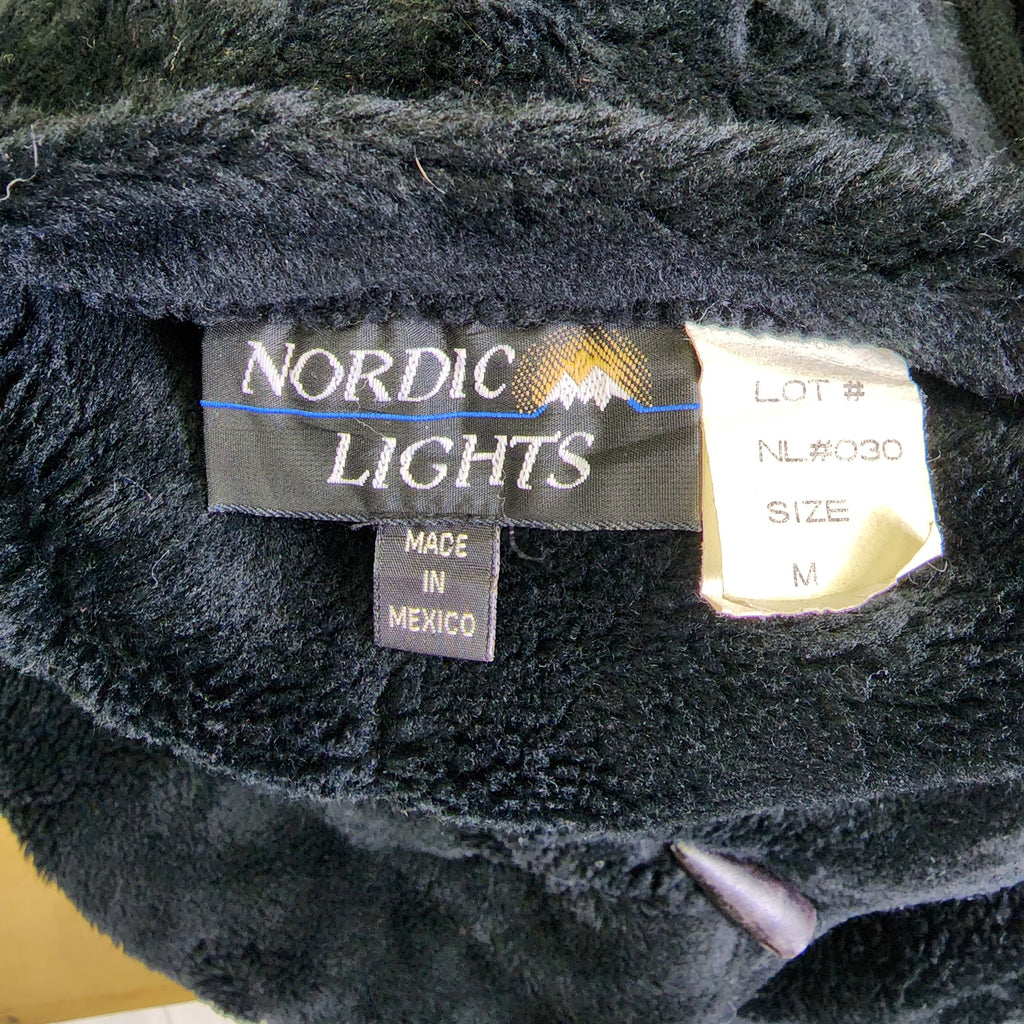 NORDIC
LIGHTS
MADE
IN
MEXICO
LOT #
NL#030
SIZE
M